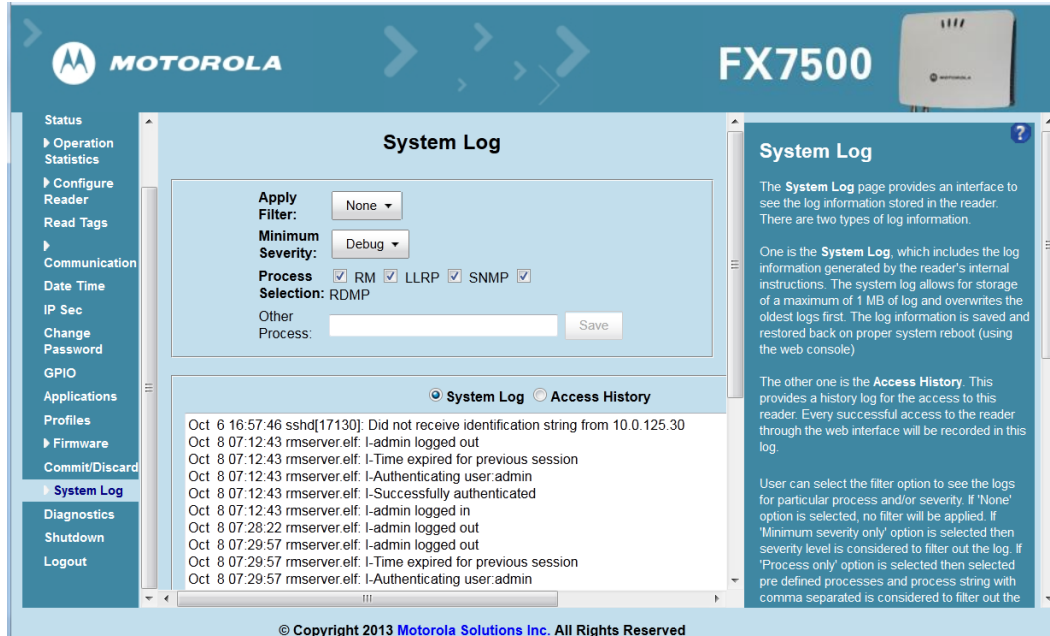 MOTOROLA
FX7500
MOTOROLA
Status
Operation
Statistics
Configure
Reader
Read Tags
Communication
Date Time
IP Sec
Change
Password
GPIO
Applications
Profiles
Firmware
Commit/Discard
System Log
Diagnostics
Shutdown
Logout
System Log
Apply
Filter:
None
Minimum
Severity:
Debug
Process
Selection:
RM LLRP SNMP
RDMP
Other
Process:
Save
System Log Access History
Oct 6 16:57:46 sshd[17130]: Did not receive identification string from 10.0.125.30
Oct 8 07:12:43 rmserver.elf: I-admin logged out
Oct 8 07:12:43 rmserver.elf: I-Time expired for previous session
Oct 8 07:12:43 rmserver.elf: I-Authenticating user:admin
Oct 8 07:12:43 rmserver.elf: I-Successfully authenticated
Oct 8 07:12:43 rmserver.elf: I-admin logged in
Oct 8 07:28:22 rmserver.elf: I-admin logged out
Oct 8 07:29:57 rmserver.elf: I-admin logged out
Oct 8 07:29:57 rmserver.elf: I-Time expired for previous session
Oct 8 07:29:57 rmserver.elf: I-Authenticating user:admin
?
System Log
The System Log page provides an interface to
see the log information stored in the reader.
There are two types of log information.
One is the System Log, which includes the log
information generated by the reader's internal
instructions. The system log allows for storage
of a maximum of 1 MB of log and overwrites the
oldest logs first. The log information is saved and
restored back on proper system reboot (using
the web console)
The other one is the Access History. This
provides a history log for the access to this
reader. Every successful access to the reader
through the web interface will be recorded in this
log.
User can select the filter option to see the logs
for particular process and/or severity. If 'None'
option is selected, no filter will be applied. If
'Minimum severity only' option is selected then
severity level is considered to filter out the log. If
'Process only' option is selected then selected
pre defined processes and process string with
comma separated is considered to filter out the
© Copyright 2013 Motorola Solutions Inc. All Rights Reserved